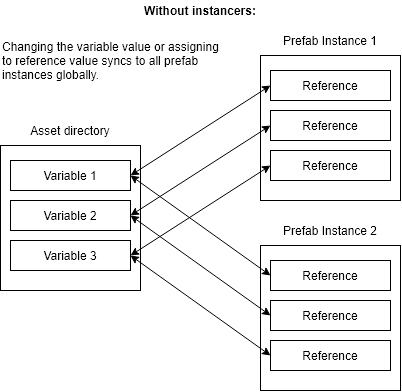 Without instancers:
Changing the variable value or assigning
to reference value syncs to all prefab
instances globally.
Asset directory
Variable 1
Variable 2
Variable 3
Prefab Instance 1
Reference
Reference
Reference
Prefab Instance 2
Reference
Reference
Reference